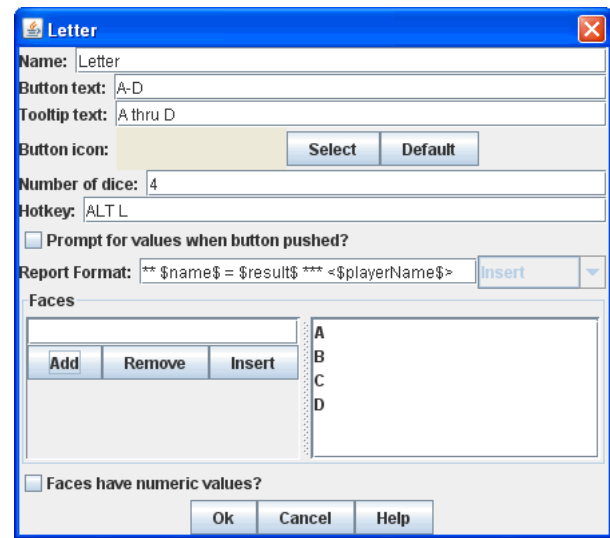 Letter
Name: Letter
Button text: A-D
Tooltip text: A thru D
Button icon: Select Default
Number of dice: 4
Hotkey: ALT L
Prompt for values when button pushed?
Report Format: ** $name$ = $result$ *** <$playerName$> Insert
Faces
Add Remove Insert
A
B
C
D
Faces have numeric values?
Ok Cancel Help